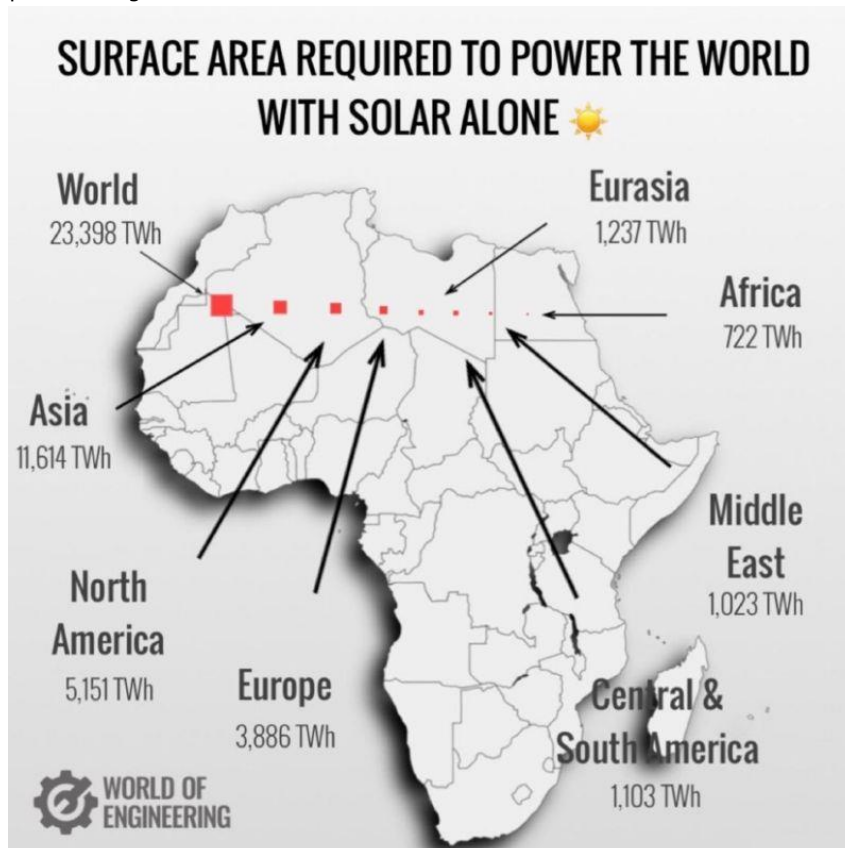 SURFACE AREA REQUIRED TO POWER THE WORLD
WITH SOLAR ALONE ☀️
World
23,398 TWh
Eurasia
1,237 TWh
Africa
722 TWh
Asia
11,614 TWh
Middle
East
1,023 TWh
North
America
5,151 TWh
Europe
3,886 TWh
Central &
South America
1,103 TWh
WORLD OF
ENGINEERING